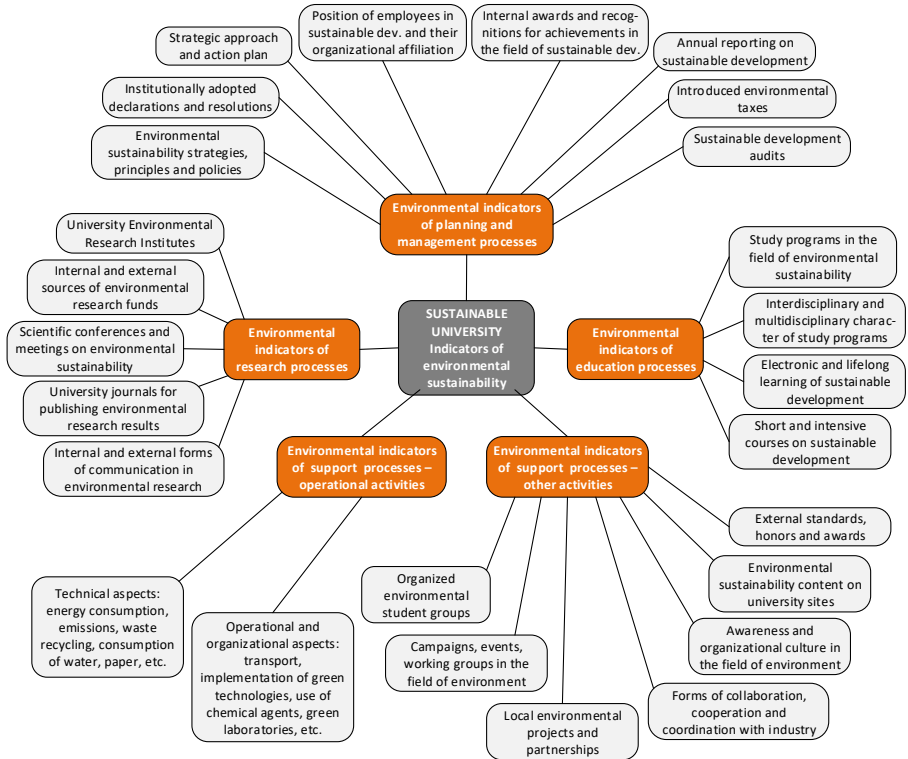 Position of employees in
sustainable dev. and their
organizational affiliation
Internal awards and recog-
nitions for achievements in
the field of sustainable dev.
Strategic approach
and action plan
Annual reporting on
sustainable development
Institutionally adopted
declarations and resolutions
Introduced environmental
taxes
Environmental
sustainability strategies,
principles and policies
Sustainable development
audits
Environmental indicators
of planning and
management processes
University Environmental
Research Institutes
Internal and external
sources of environmental
research funds
Scientific conferences and
meetings on environmental
sustainability
University journals for
publishing environmental
research results
Internal and external forms
of communication in
environmental research
Environmental
indicators of
research processes
SUSTAINABLE
UNIVERSITY
Indicators of
environmental
sustainability
Environmental
indicators of
education processes
Study programs in the
field of environmental
sustainability
Interdisciplinary and
multidisciplinary charac-
ter of study programs
Electronic and lifelong
learning of sustainable
development
Short and intensive
courses on sustainable
development
Environmental indicators
of support processes –
operational activities
Environmental indicators
of support processes –
other activities
Technical aspects:
energy consumption,
emissions, waste
recycling, consumption
of water, paper, etc.
Operational and
organizational aspects:
transport,
implementation of green
technologies, use of
chemical agents, green
laboratories, etc.
Organized
environmental
student groups
Campaigns, events,
working groups in the
field of environment
Local environmental
projects and
partnerships
Forms of collaboration,
cooperation and
coordination with industry
Awareness and
organizational culture in
the field of environment
Environmental
sustainability content on
university sites
External standards,
honors and awards